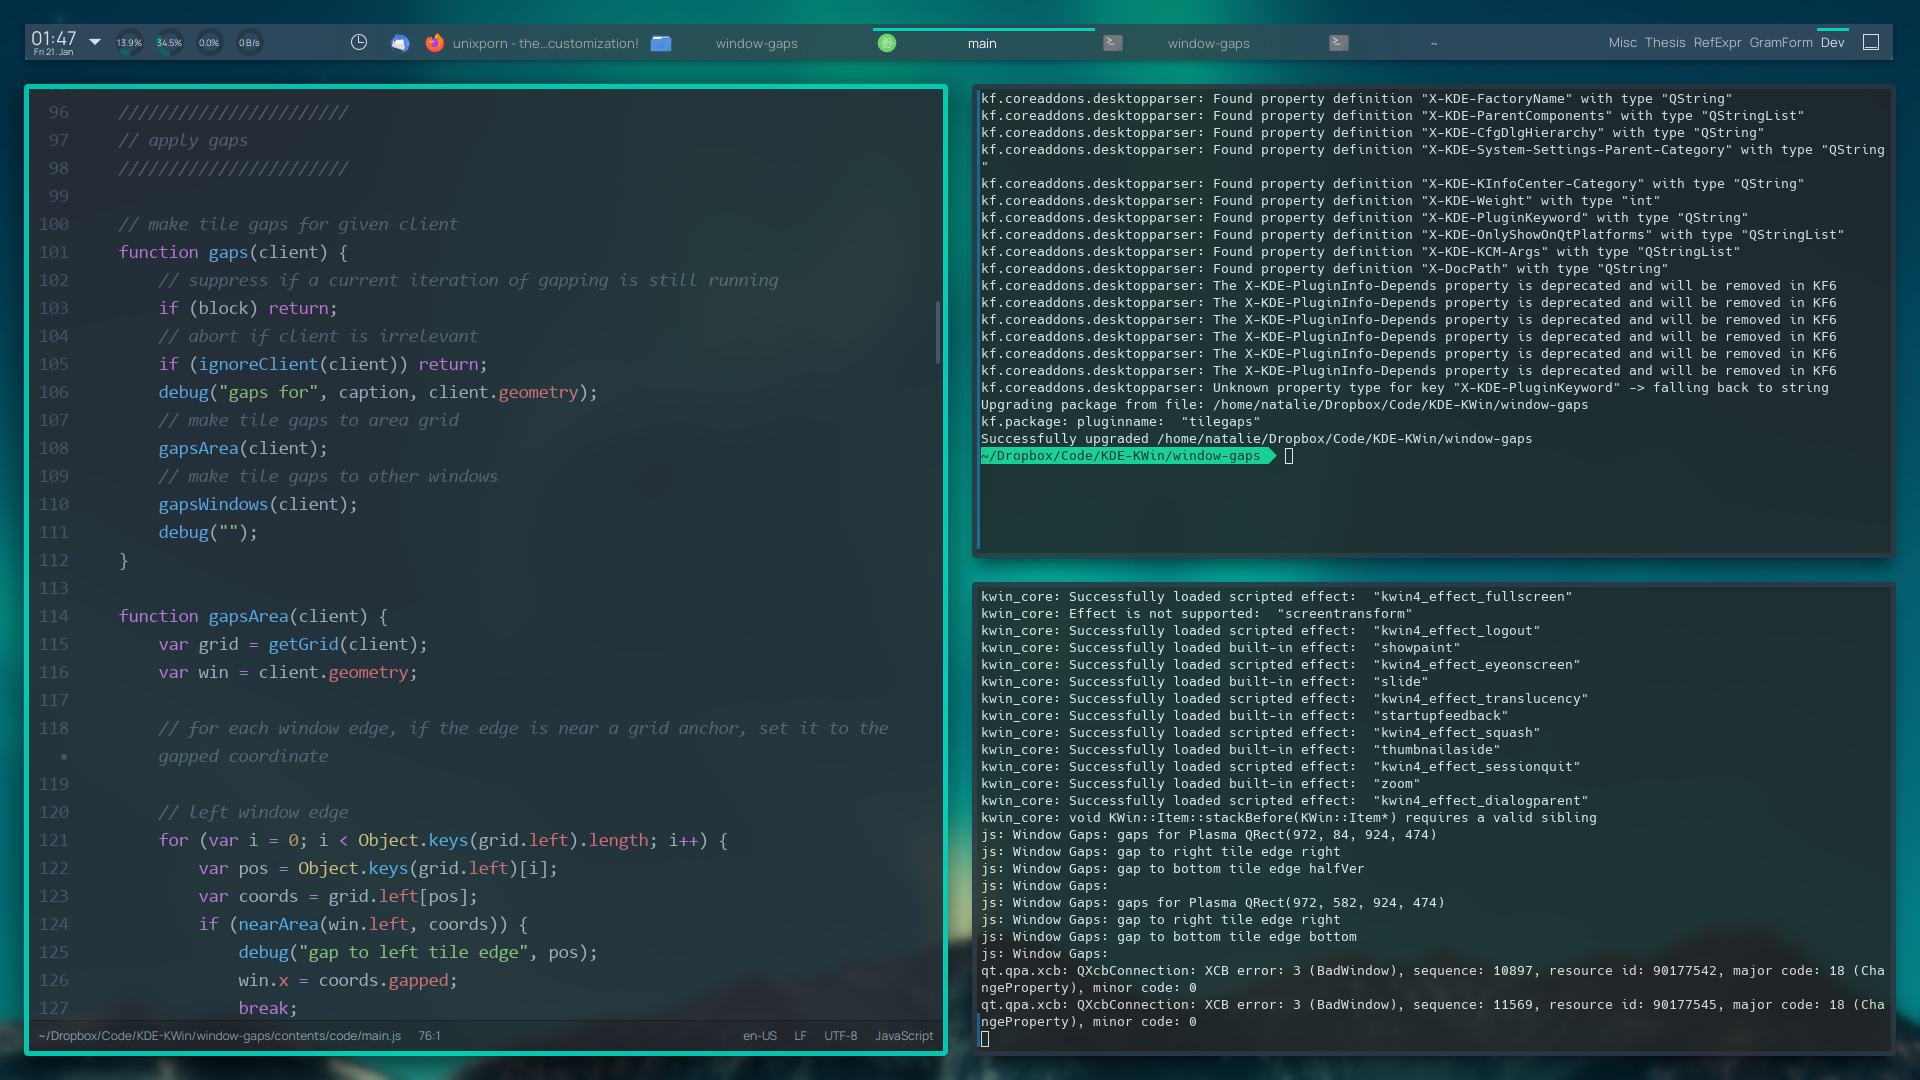 01:47
Fri 21. Jan
13.9%
34.5%
0.0%
0 B/s
unixporn - the...customization!
window-gaps
main
window-gaps
~
Misc Thesis RefExpr GramForm Dev
96 ///////////////////////
97 // apply gaps
98 ///////////////////////
99
100 // make tile gaps for given client
101 function gaps(client) {
102 // suppress if a current iteration of gapping is still running
103 if (block) return;
104 // abort if client is irrelevant
105 if (ignoreClient(client)) return;
106 debug("gaps for", caption, client.geometry);
107 // make tile gaps to area grid
108 gapsArea(client);
109 // make tile gaps to other windows
110 gapsWindows(client);
111 debug("");
112 }
113
114 function gapsArea(client) {
115 var grid = getGrid(client);
116 var win = client.geometry;
117
118 // for each window edge, if the edge is near a grid anchor, set it to the
• gapped coordinate
119
120 // left window edge
121 for (var i = 0; i < Object.keys(grid.left).length; i++) {
122 var pos = Object.keys(grid.left)[i];
123 var coords = grid.left[pos];
124 if (nearArea(win.left, coords)) {
125 debug("gap to left tile edge", pos);
126 win.x = coords.gapped;
127 break;
~/Dropbox/Code/KDE-KWin/window-gaps/contents/code/main.js 76:1 en-US LF UTF-8 JavaScript
kf.coreaddons.desktopparser: Found property definition "X-KDE-FactoryName" with type "QString"
kf.coreaddons.desktopparser: Found property definition "X-KDE-ParentComponents" with type "QStringList"
kf.coreaddons.desktopparser: Found property definition "X-KDE-CfgDlgHierarchy" with type "QString"
kf.coreaddons.desktopparser: Found property definition "X-KDE-System-Settings-Parent-Category" with type "QString
"
kf.coreaddons.desktopparser: Found property definition "X-KDE-KInfoCenter-Category" with type "QString"
kf.coreaddons.desktopparser: Found property definition "X-KDE-Weight" with type "int"
kf.coreaddons.desktopparser: Found property definition "X-KDE-PluginKeyword" with type "QString"
kf.coreaddons.desktopparser: Found property definition "X-KDE-OnlyShowOnQtPlatforms" with type "QStringList"
kf.coreaddons.desktopparser: Found property definition "X-KDE-KCM-Args" with type "QStringList"
kf.coreaddons.desktopparser: Found property definition "X-DocPath" with type "QString"
kf.coreaddons.desktopparser: The X-KDE-PluginInfo-Depends property is deprecated and will be removed in KF6
kf.coreaddons.desktopparser: The X-KDE-PluginInfo-Depends property is deprecated and will be removed in KF6
kf.coreaddons.desktopparser: The X-KDE-PluginInfo-Depends property is deprecated and will be removed in KF6
kf.coreaddons.desktopparser: The X-KDE-PluginInfo-Depends property is deprecated and will be removed in KF6
kf.coreaddons.desktopparser: The X-KDE-PluginInfo-Depends property is deprecated and will be removed in KF6
kf.coreaddons.desktopparser: The X-KDE-PluginInfo-Depends property is deprecated and will be removed in KF6
kf.coreaddons.desktopparser: Unknown property type for key "X-KDE-PluginKeyword" -> falling back to string
Upgrading package from file: /home/natalie/Dropbox/Code/KDE-KWin/window-gaps
kf.package: pluginname:  "tilegaps"
Successfully upgraded /home/natalie/Dropbox/Code/KDE-KWin/window-gaps
~/Dropbox/Code/KDE-KWin/window-gaps
kwin_core: Successfully loaded scripted effect:  "kwin4_effect_fullscreen"
kwin_core: Effect is not supported:  "screentransform"
kwin_core: Successfully loaded scripted effect:  "kwin4_effect_logout"
kwin_core: Successfully loaded built-in effect:  "showpaint"
kwin_core: Successfully loaded scripted effect:  "kwin4_effect_eyeonscreen"
kwin_core: Successfully loaded built-in effect:  "slide"
kwin_core: Successfully loaded scripted effect:  "kwin4_effect_translucency"
kwin_core: Successfully loaded built-in effect:  "startupfeedback"
kwin_core: Successfully loaded scripted effect:  "kwin4_effect_squash"
kwin_core: Successfully loaded built-in effect:  "thumbnailaside"
kwin_core: Successfully loaded scripted effect:  "kwin4_effect_sessionquit"
kwin_core: Successfully loaded built-in effect:  "zoom"
kwin_core: Successfully loaded scripted effect:  "kwin4_effect_dialogparent"
kwin_core: void KWin::Item::stackBefore(KWin::Item*) requires a valid sibling
js: Window Gaps: gaps for Plasma QRect(972, 84, 924, 474)
js: Window Gaps: gap to right tile edge right
js: Window Gaps: gap to bottom tile edge halfVer
js: Window Gaps:
js: Window Gaps: gaps for Plasma QRect(972, 582, 924, 474)
js: Window Gaps: gap to right tile edge right
js: Window Gaps: gap to bottom tile edge bottom
js: Window Gaps:
qt.qpa.xcb: QXcbConnection: XCB error: 3 (BadWindow), sequence: 10897, resource id: 90177542, major code: 18 (Cha
ngeProperty), minor code: 0
qt.qpa.xcb: QXcbConnection: XCB error: 3 (BadWindow), sequence: 11569, resource id: 90177545, major code: 18 (Cha
ngeProperty), minor code: 0